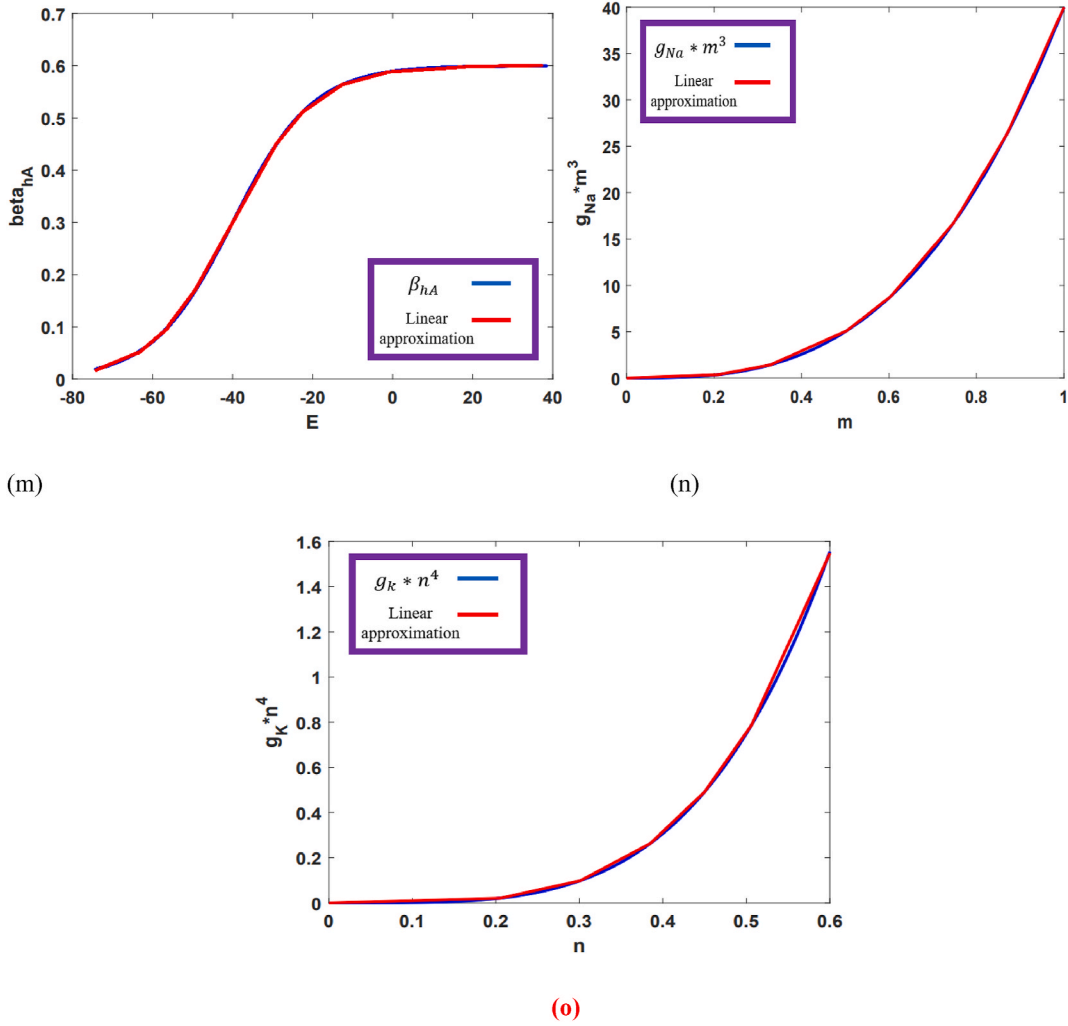 0.6
0.5
0.4
0.3
0.2
0.1
0
beta_hA
β_hA
Linear
approximation
-80 -60 -40 -20 0 20 40
E
40
35
30
25
20
15
10
5
0
g_Na*m^3
g_Na * m^3
Linear
approximation
0 0.2 0.4 0.6 0.8 1
m
(m) (n)
1.6
1.4
1.2
1
0.8
0.6
0.4
0.2
0
g_K*n^4
g_k * n^4
Linear
approximation
0 0.1 0.2 0.3 0.4 0.5 0.6
n
(o)